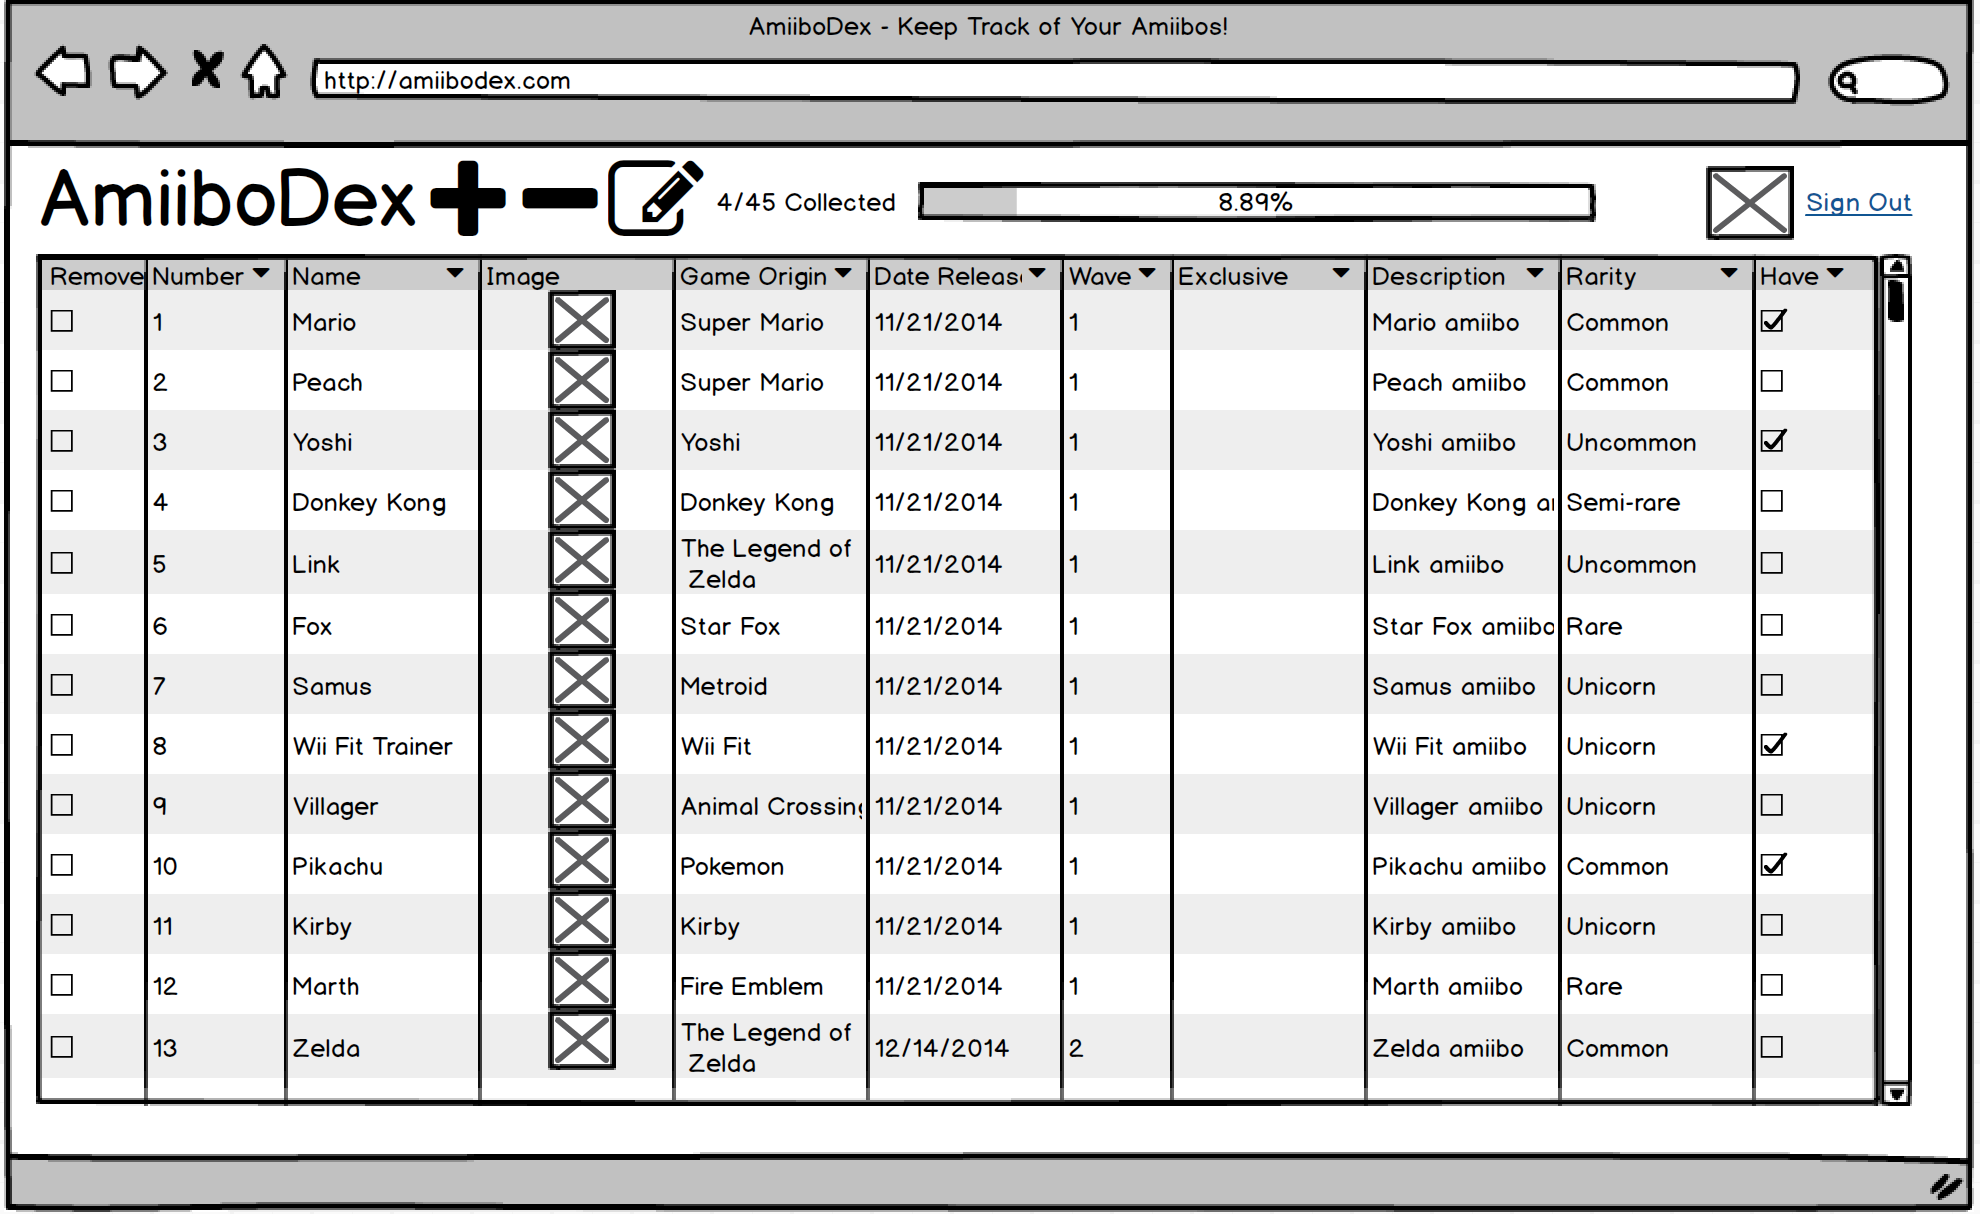 AmiiboDex - Keep Track of Your Amiibos!
http://amiibodex.com
AmiiboDex 4/45 Collected 8.89% Sign Out
Remove Number Name Image Game Origin Date Releas Wave Exclusive Description Rarity Have
1 Mario Super Mario 11/21/2014 1 Mario amiibo Common
2 Peach Super Mario 11/21/2014 1 Peach amiibo Common
3 Yoshi Yoshi 11/21/2014 1 Yoshi amiibo Uncommon
4 Donkey Kong Donkey Kong 11/21/2014 1 Donkey Kong a Semi-rare
5 Link The Legend of
Zelda 11/21/2014 1 Link amiibo Uncommon
6 Fox Star Fox 11/21/2014 1 Star Fox amiibo Rare
7 Samus Metroid 11/21/2014 1 Samus amiibo Unicorn
8 Wii Fit Trainer Wii Fit 11/21/2014 1 Wii Fit amiibo Unicorn
9 Villager Animal Crossing 11/21/2014 1 Villager amiibo Unicorn
10 Pikachu Pokemon 11/21/2014 1 Pikachu amiibo Common
11 Kirby Kirby 11/21/2014 1 Kirby amiibo Unicorn
12 Marth Fire Emblem 11/21/2014 1 Marth amiibo Rare
13 Zelda The Legend of
Zelda 12/14/2014 2 Zelda amiibo Common